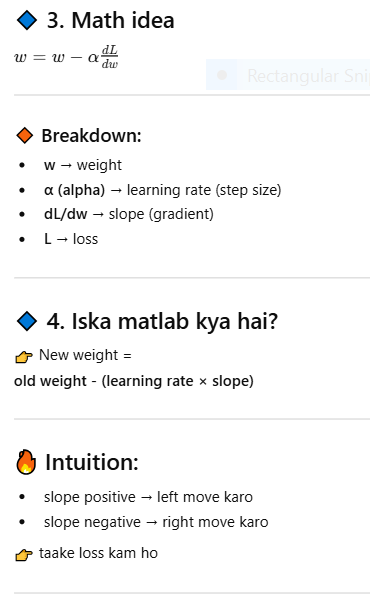 🔷 3. Math idea
w = w − α dL/dw
Rectangular Sni
🔶 Breakdown:
• w → weight
• α (alpha) → learning rate (step size)
• dL/dw → slope (gradient)
• L → loss
🔷 4. Iska matlab kya hai?
👉 New weight =
old weight - (learning rate × slope)
🔥 Intuition:
• slope positive → left move karo
• slope negative → right move karo
👉 taake loss kam ho